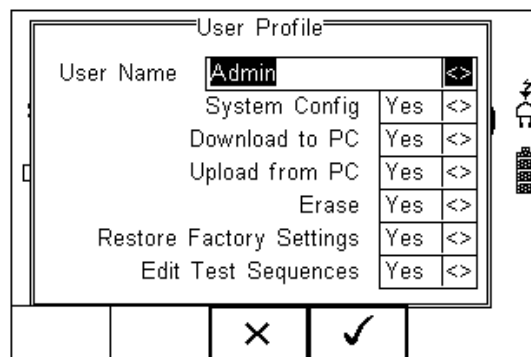 User Profile
User Name Admin <>
System Config Yes <>
Download to PC Yes <>
Upload from PC Yes <>
Erase Yes <>
Restore Factory Settings Yes <>
Edit Test Sequences Yes <>